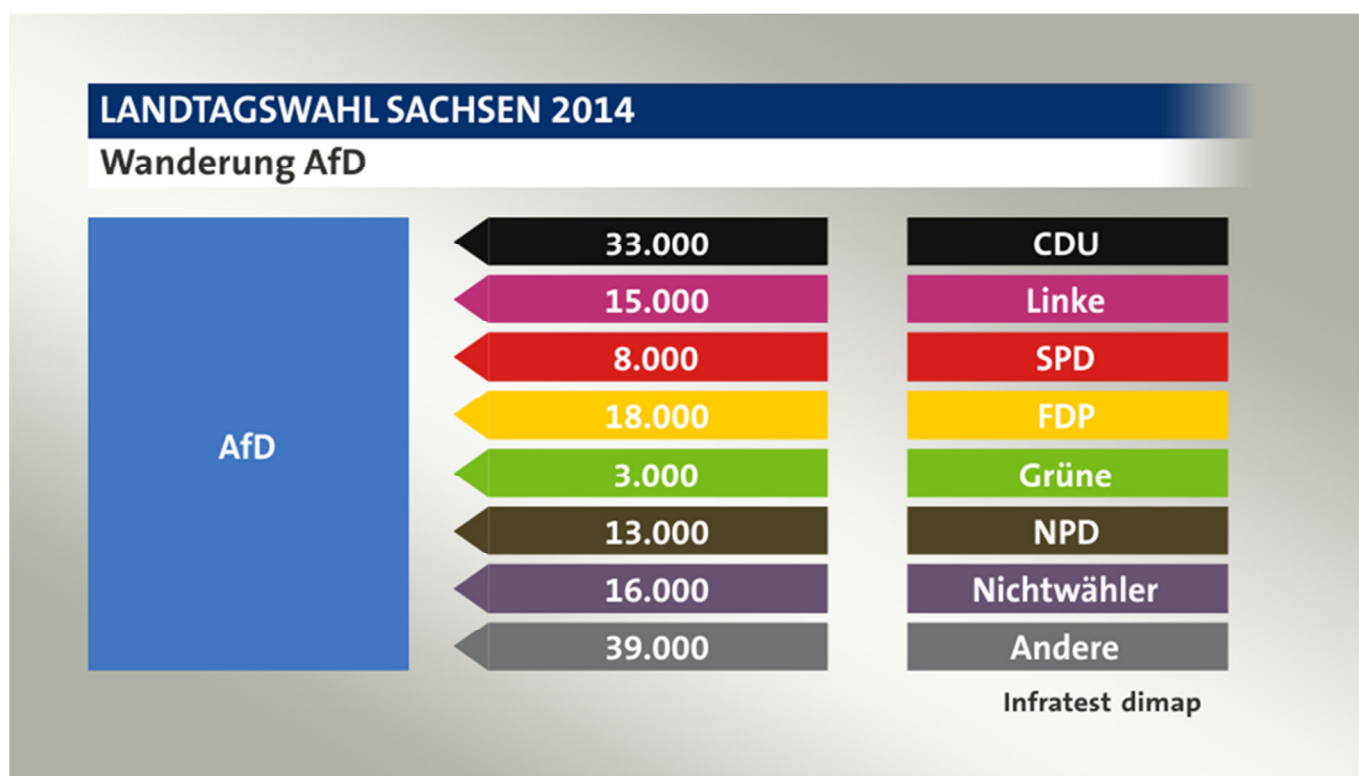 LANDTAGSWAHL SACHSEN 2014
Wanderung AfD
AfD
33.000 CDU
15.000 Linke
8.000 SPD
18.000 FDP
3.000 Grüne
13.000 NPD
16.000 Nichtwähler
39.000 Andere
Infratest dimap